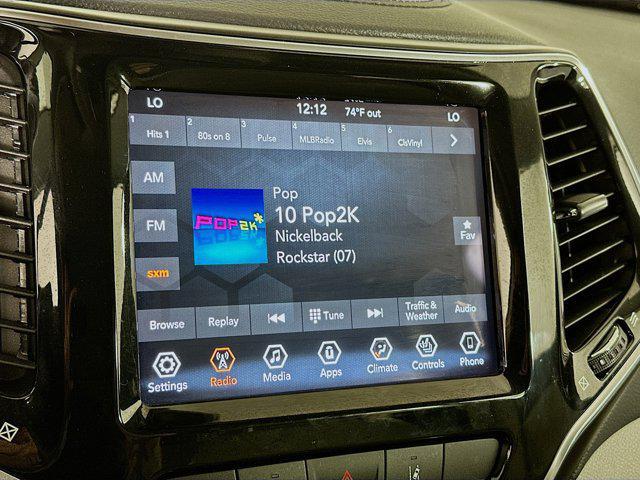 LO 12:12 74°F out LO
1 Hits 1 2 80s on 8 3 Pulse 4 MLBRadio 5 Elvis 6 ClsVinyl
AM
FM
sxm
POP2K
Pop
10 Pop2K
Nickelback
Rockstar (07)
Fav
Browse Replay Tune Traffic & Weather Audio
Settings Radio Media Apps Climate Controls Phone